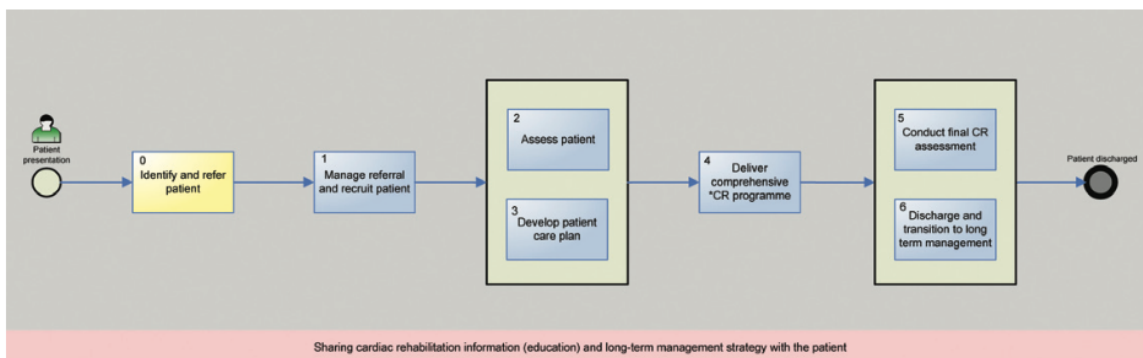 Patient
presentation
0
Identify and refer
patient
1
Manage referral
and recruit patient
2
Assess patient
3
Develop patient
care plan
4
Deliver
comprehensive
*CR programme
5
Conduct final CR
assessment
6
Discharge and
transition to long
term management
Patient discharged
Sharing cardiac rehabilitation information (education) and long-term management strategy with the patient